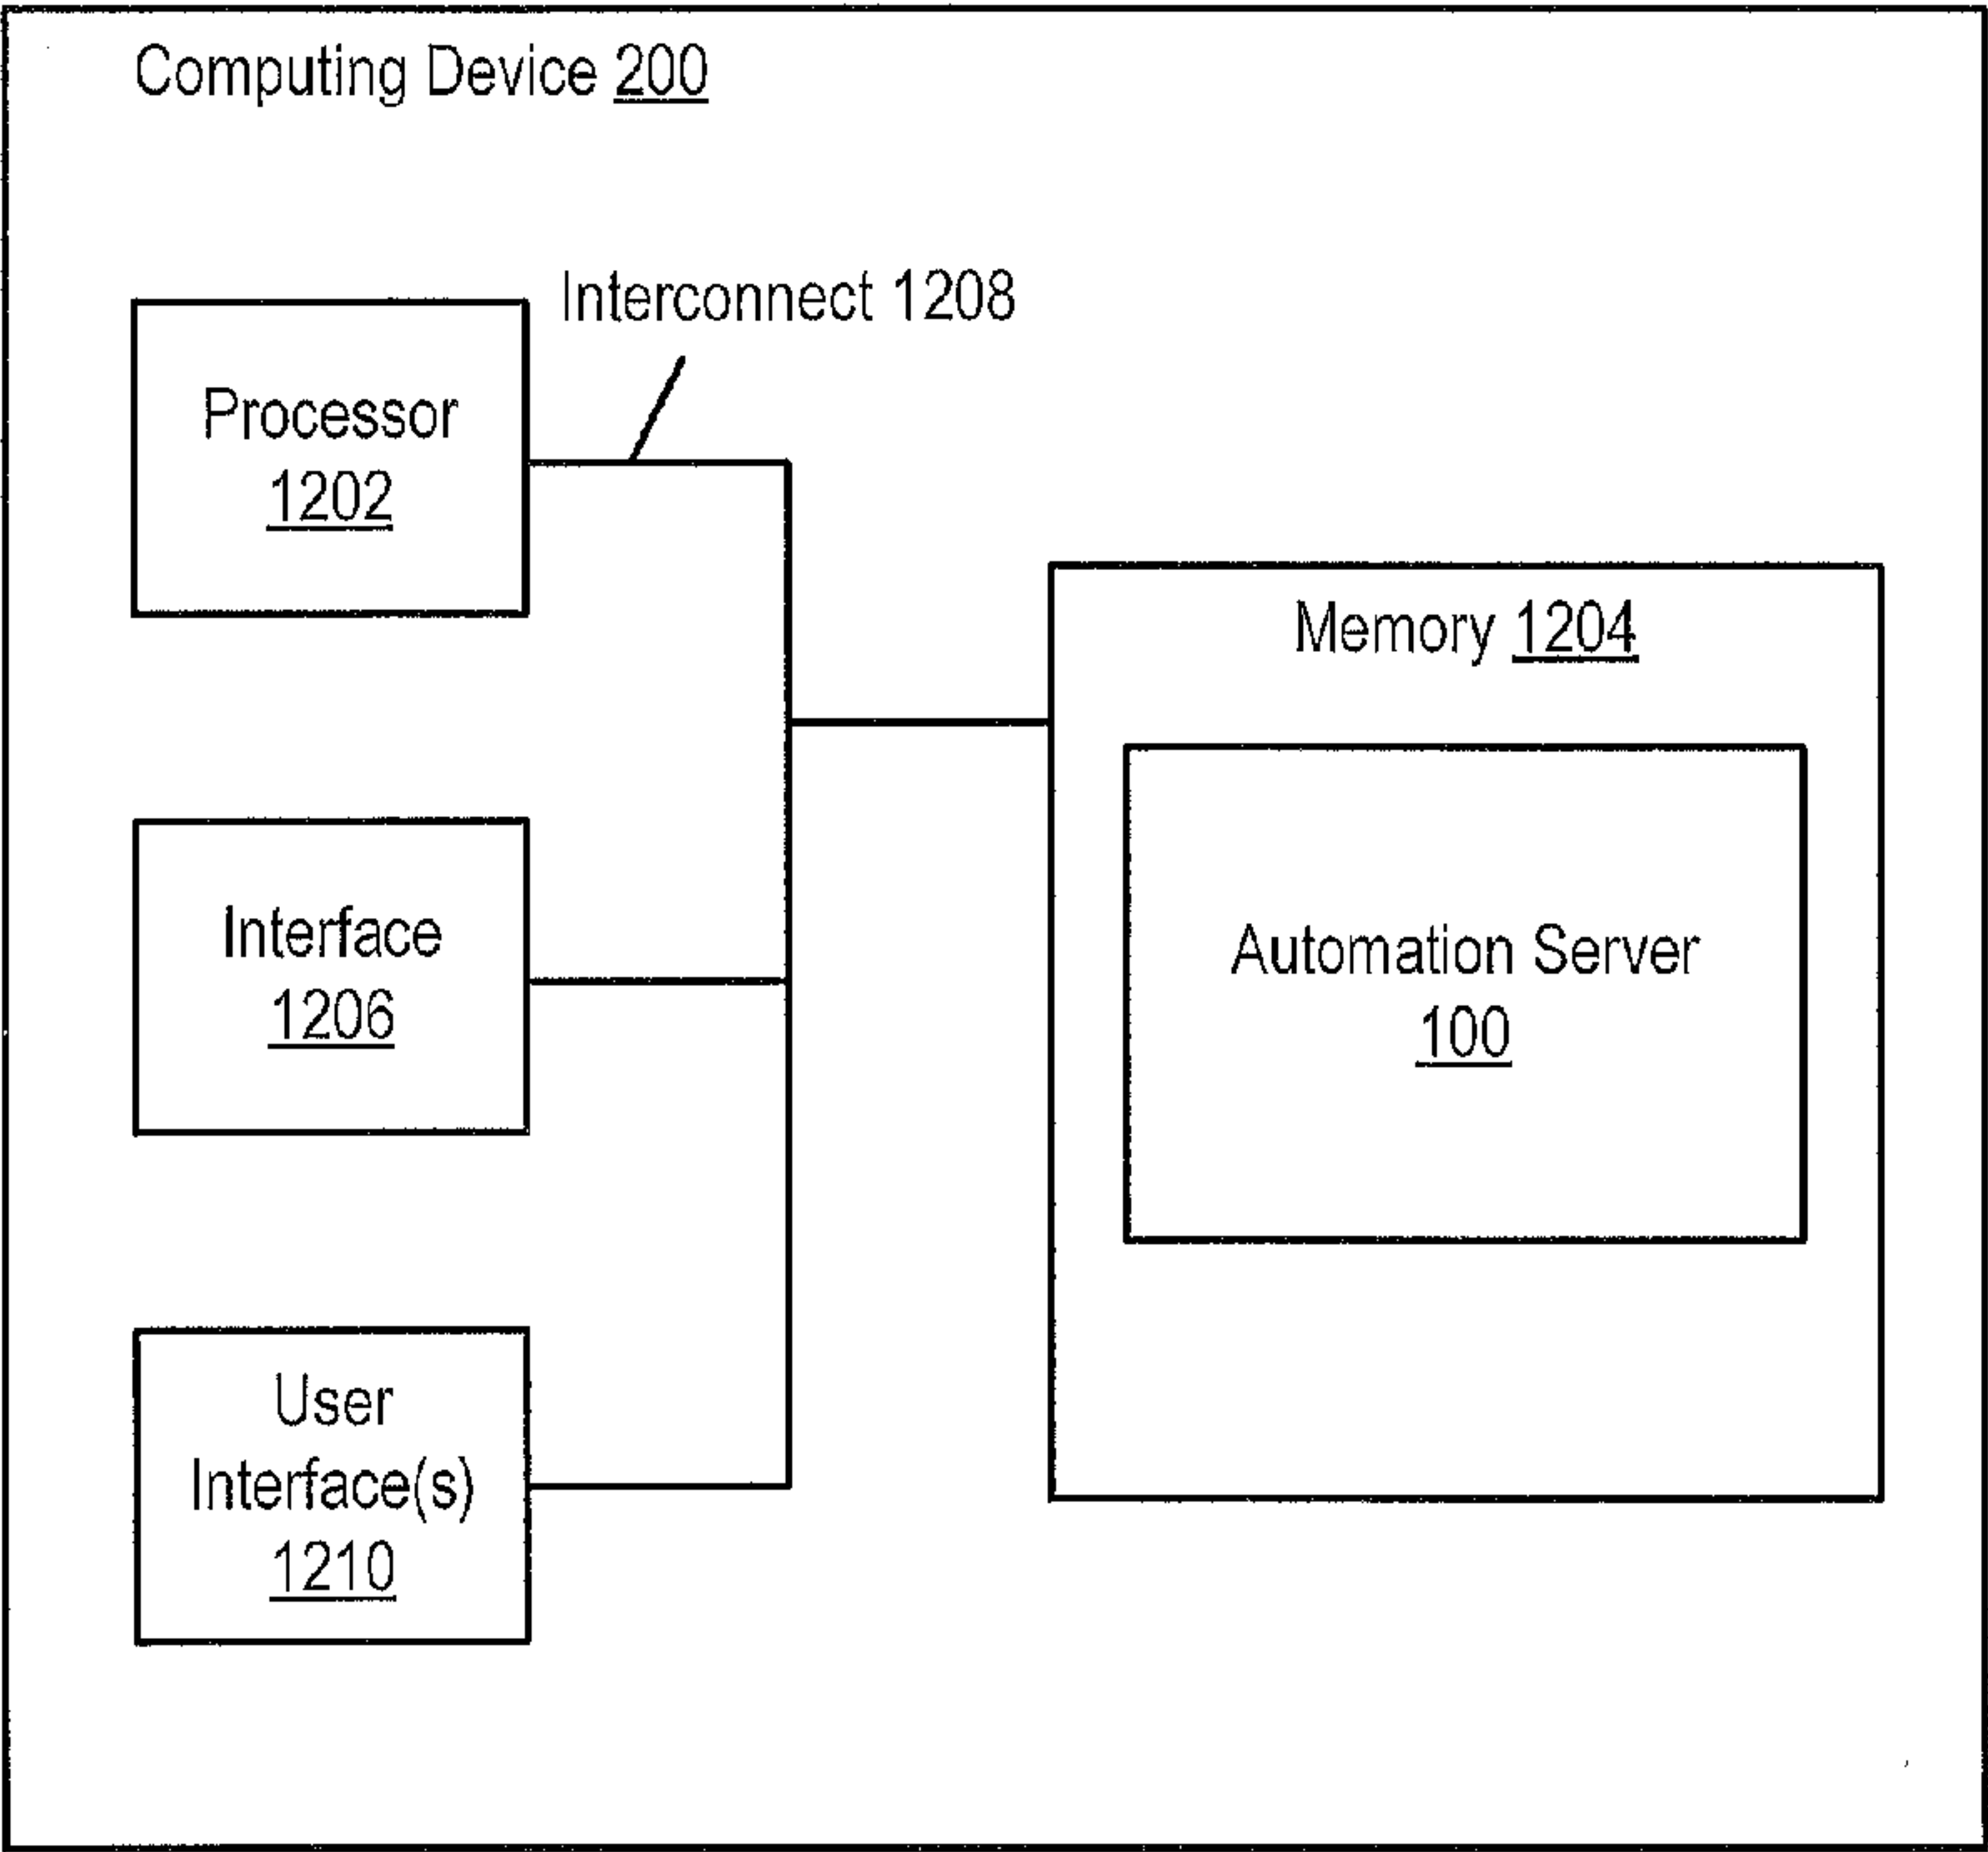 Computing Device 200
Interconnect 1208
Processor
1202
Memory 1204
Interface
1206
Automation Server
100
User
Interface(s)
1210